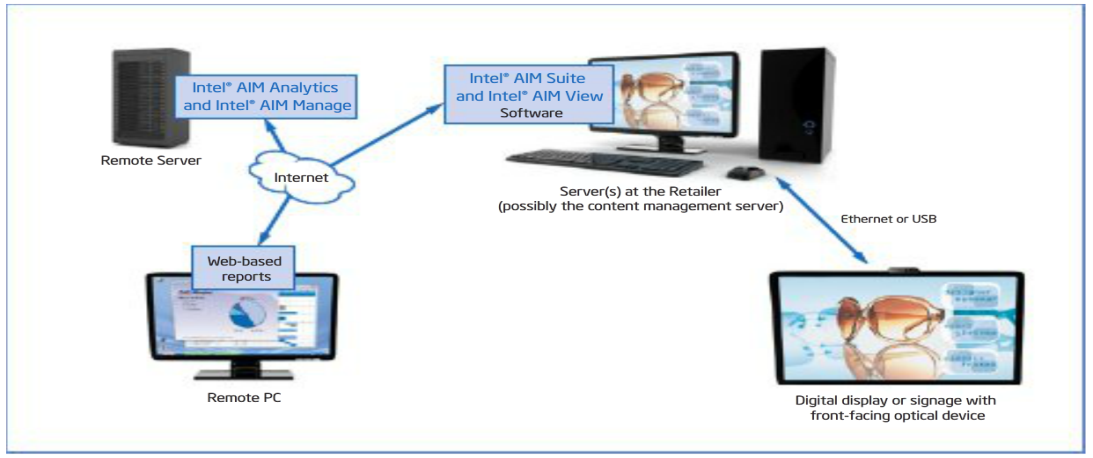 Intel® AIM Analytics
and Intel® AIM Manage
Remote Server
Internet
Intel® AIM Suite
and Intel® AIM View
Software
Server(s) at the Retailer
(possibly the content management server)
Ethernet or USB
Web-based
reports
Remote PC
Digital display or signage with
front-facing optical device